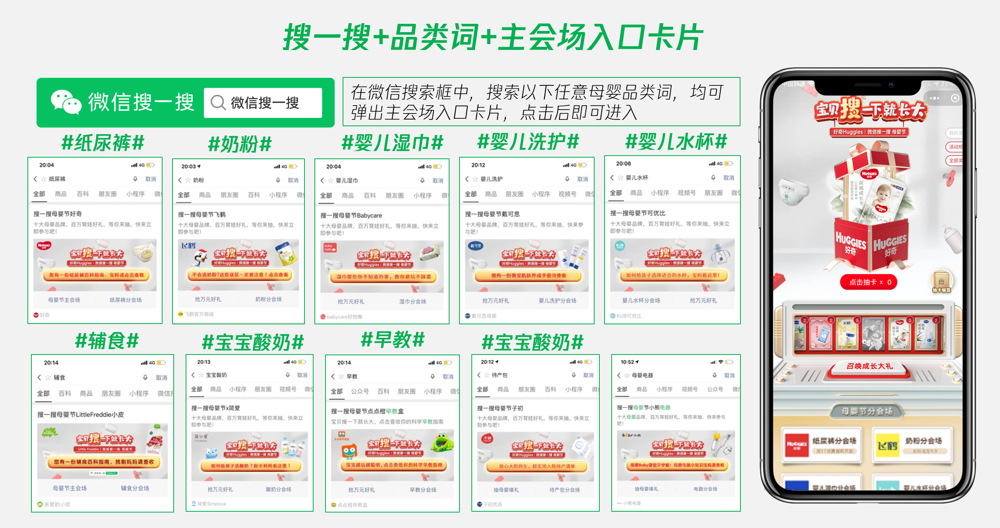 搜一搜+品类词+主会场入口卡片
微信搜一搜
微信搜一搜
在微信搜索框中，搜索以下任意母婴品类词，均可
弹出主会场入口卡片，点击后即可进入
#纸尿裤#
20:04
4G
纸尿裤
取消
全部 商品 百科 朋友圈 小程序
搜一搜母婴节好奇
十大母婴品牌，百万育娃好礼，等你来抽，快来立
即参与吧！
HUGGIES
宝贝搜一下就长大
好奇Huggies | 微信搜一搜 母婴节
您有一份纸尿裤百科指南，宝妈请点击查收
母婴节主会场
纸尿裤分会场
好奇
#奶粉#
20:03
4G
奶粉
取消
全部 商品 朋友圈 百科 小程序
搜一搜母婴节飞鹤
十大母婴品牌，百万育娃好礼，等你来抽，快来立
即参与吧！
飞鹤
宝贝搜一下就长大
好奇Huggies | 微信搜一搜 母婴节
不会选奶粉?这些误区一定要注意！点击查看
抢万元好礼
奶粉分会场
飞鹤官方商城
#婴儿湿巾#
20:04
4G
婴儿湿巾
取消
全部 商品 百科 朋友圈 小程序
搜一搜母婴节Babycare
十大母婴品牌，百万育娃好礼，等你来抽，快来立
即参与吧！
baby
care
宝贝搜一下就长大
好奇Huggies | 微信搜一搜 母婴节
湿巾那些你不知道的事，教你避坑不踩雷
抢万元好礼
湿巾分会场
babycare好物集
#婴儿洗护#
20:12
4G
婴儿洗护
取消
全部 商品 朋友圈 小程序 视频号
搜一搜母婴节戴可思
十大母婴品牌，百万育娃好礼，等你来抽，快来参
与吧！
戴可思
宝贝搜一下就长大
好奇Huggies | 微信搜一搜 母婴节
您有一份萌宝肌肤养成手册待查收
抢万元好礼
婴儿洗护分会场
戴可思母婴
#婴儿水杯#
20:06
4G
婴儿水杯
取消
全部 商品 小程序 视频号 朋友圈
搜一搜母婴节可优比
十大母婴品牌，百万育娃好礼，等你来抽，快来立
即参与吧！
kub
宝贝搜一下就长大
好奇Huggies | 微信搜一搜 母婴节
如何给孩子选择适合的水杯，宝妈看这里！
婴儿水杯分会场
抢万元好礼
KUB可优比
#辅食#
20:14
4G
辅食
取消
全部 百科 商品 朋友圈 小程序
搜一搜母婴节LittleFreddie小皮
宝贝搜一下就长大
Little Freddie | 微信搜一搜 母婴节
您有一份辅食百科指南，挑剔妈妈请查收
母婴节主会场
辅食分会场
亲爱的小皮
#宝宝酸奶#
20:13
4G
宝宝酸奶
取消
全部 商品 小程序 朋友圈 视频号
搜一搜母婴节x简爱
十大母婴品牌，百万育娃好礼，等你来抽，快来立
即参与吧！
简爱
宝贝搜一下就长大
好奇Huggies | 微信搜一搜 母婴节
如何给孩子选酸奶？新手妈妈看这里！
抢万元好礼
酸奶分会场
简爱Simplove
#早教#
20:14
4G
早教
取消
全部 公众号 百科 朋友圈 小程序
搜一搜母婴节点点橙早教盒
宝贝搜一下就长大，点击查收你的科学早教指南
宝贝搜一下就长大
好奇Huggies | 微信搜一搜 母婴节
宝宝越玩越聪明，点击查收你的科学早教指南
抢万元好礼
早教分会场
点点橙早教盒
#宝宝酸奶#
20:12
4G
待产包
取消
全部 商品 朋友圈 百科 小程序
搜一搜母婴节子初
十大母婴品牌，百万育娃好礼，等你来抽，快来立
刻参与吧！
子初
宝贝搜一下就长大
好奇Huggies | 微信搜一搜 母婴节
放心大胆的生，超实用入院待产清单
抽母婴壕礼
待产包分会场
子初优品
10:52
母婴电器
取消
全部 商品 小程序 视频号 公众号
搜一搜母婴节小熊电器
十大母婴品牌，百万育娃好礼，等你来抽，快来参与
吧！
Bear小熊
宝贝搜一下就长大
好奇Huggies | 微信搜一搜 母婴节
萌熊Baby课堂开学啦！母婴电器小知识宝妈请查收
抽母婴壕礼
电器分会场
小熊电器
中国联通
23%
宝贝搜一下就长大
好奇Huggies | 微信搜一搜 母婴节
我的奖
活动规
全部奖
HUGGIES
好奇
尿裤成长卡
心钻装小森林
植物面层织造
HUGGIES
Natural
HUGGIES
好奇
HUGGIES
好奇
点击抽卡 x 0
抽卡秘笈
2 2 5 3 2
召唤成长大礼
母婴节分会场
HUGGIES
好奇
纸尿裤分会场
飞鹤
奶粉分会场
婴儿湿巾分会场
kub
婴儿水杯分会场